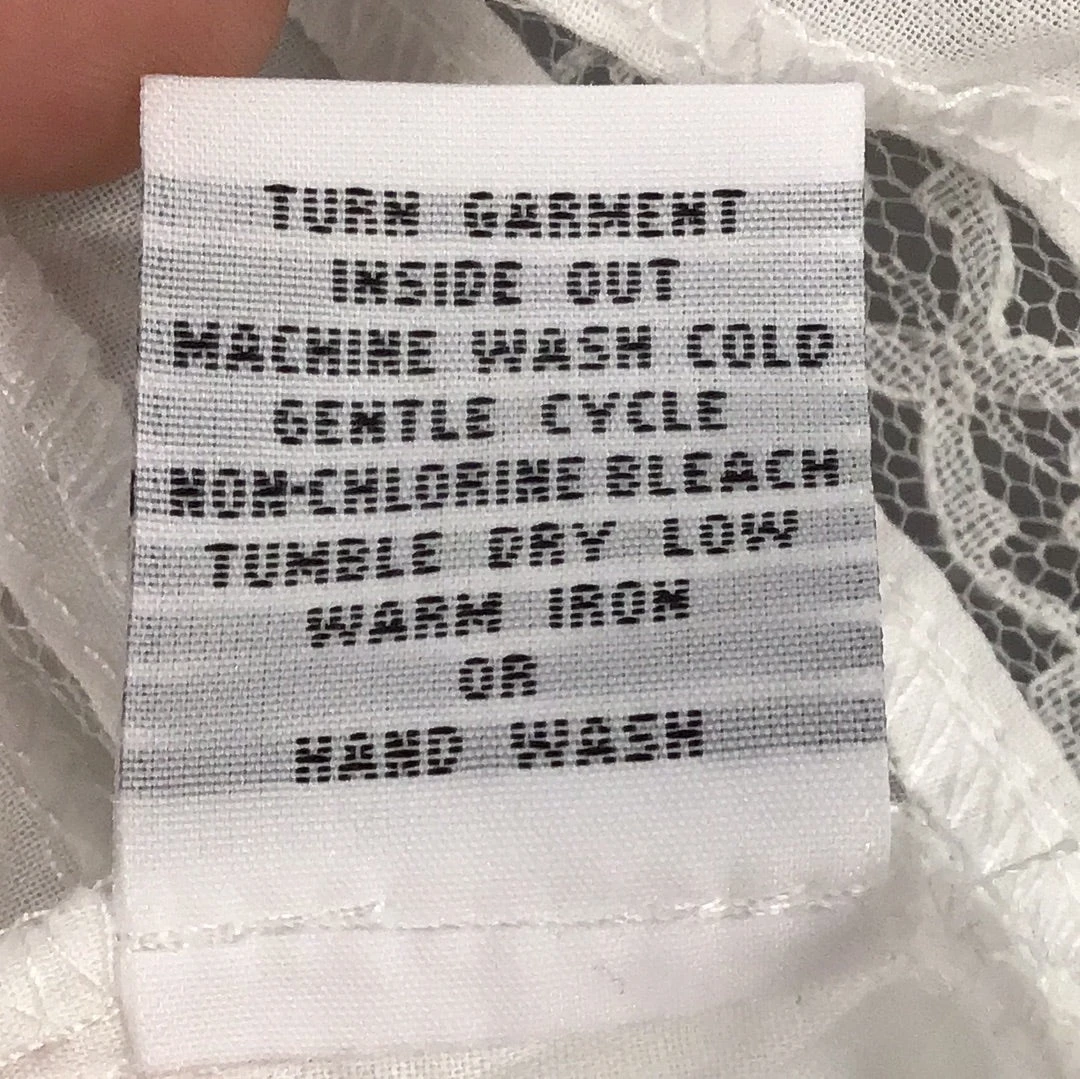 TURN GARMENT
INSIDE OUT
MACHINE WASH COLD
GENTLE CYCLE
NON-CHLORINE BLEACH
TUMBLE DRY LOW
WARM IRON
OR
HAND WASH